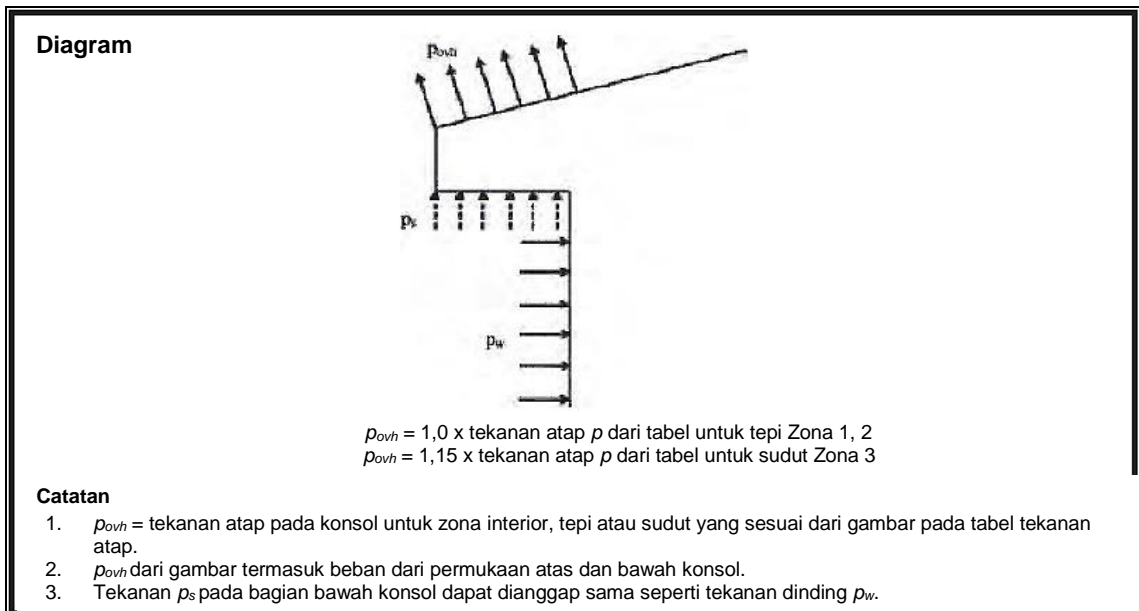 Diagram
povh
ps
pw
povh = 1,0 x tekanan atap p dari tabel untuk tepi Zona 1, 2
povh = 1,15 x tekanan atap p dari tabel untuk sudut Zona 3
Catatan
1. povh = tekanan atap pada konsol untuk zona interior, tepi atau sudut yang sesuai dari gambar pada tabel tekanan
atap.
2. povh dari gambar termasuk beban dari permukaan atas dan bawah konsol.
3. Tekanan ps pada bagian bawah konsol dapat dianggap sama seperti tekanan dinding pw.